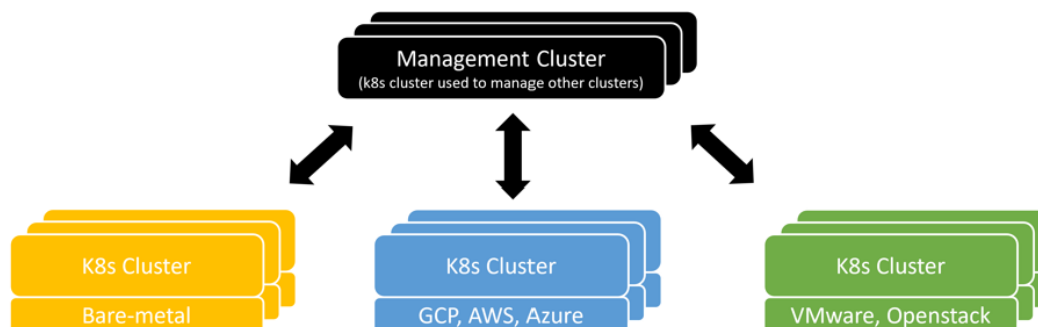 Management Cluster
(k8s cluster used to manage other clusters)
K8s Cluster
Bare-metal
K8s Cluster
GCP, AWS, Azure
K8s Cluster
VMware, Openstack